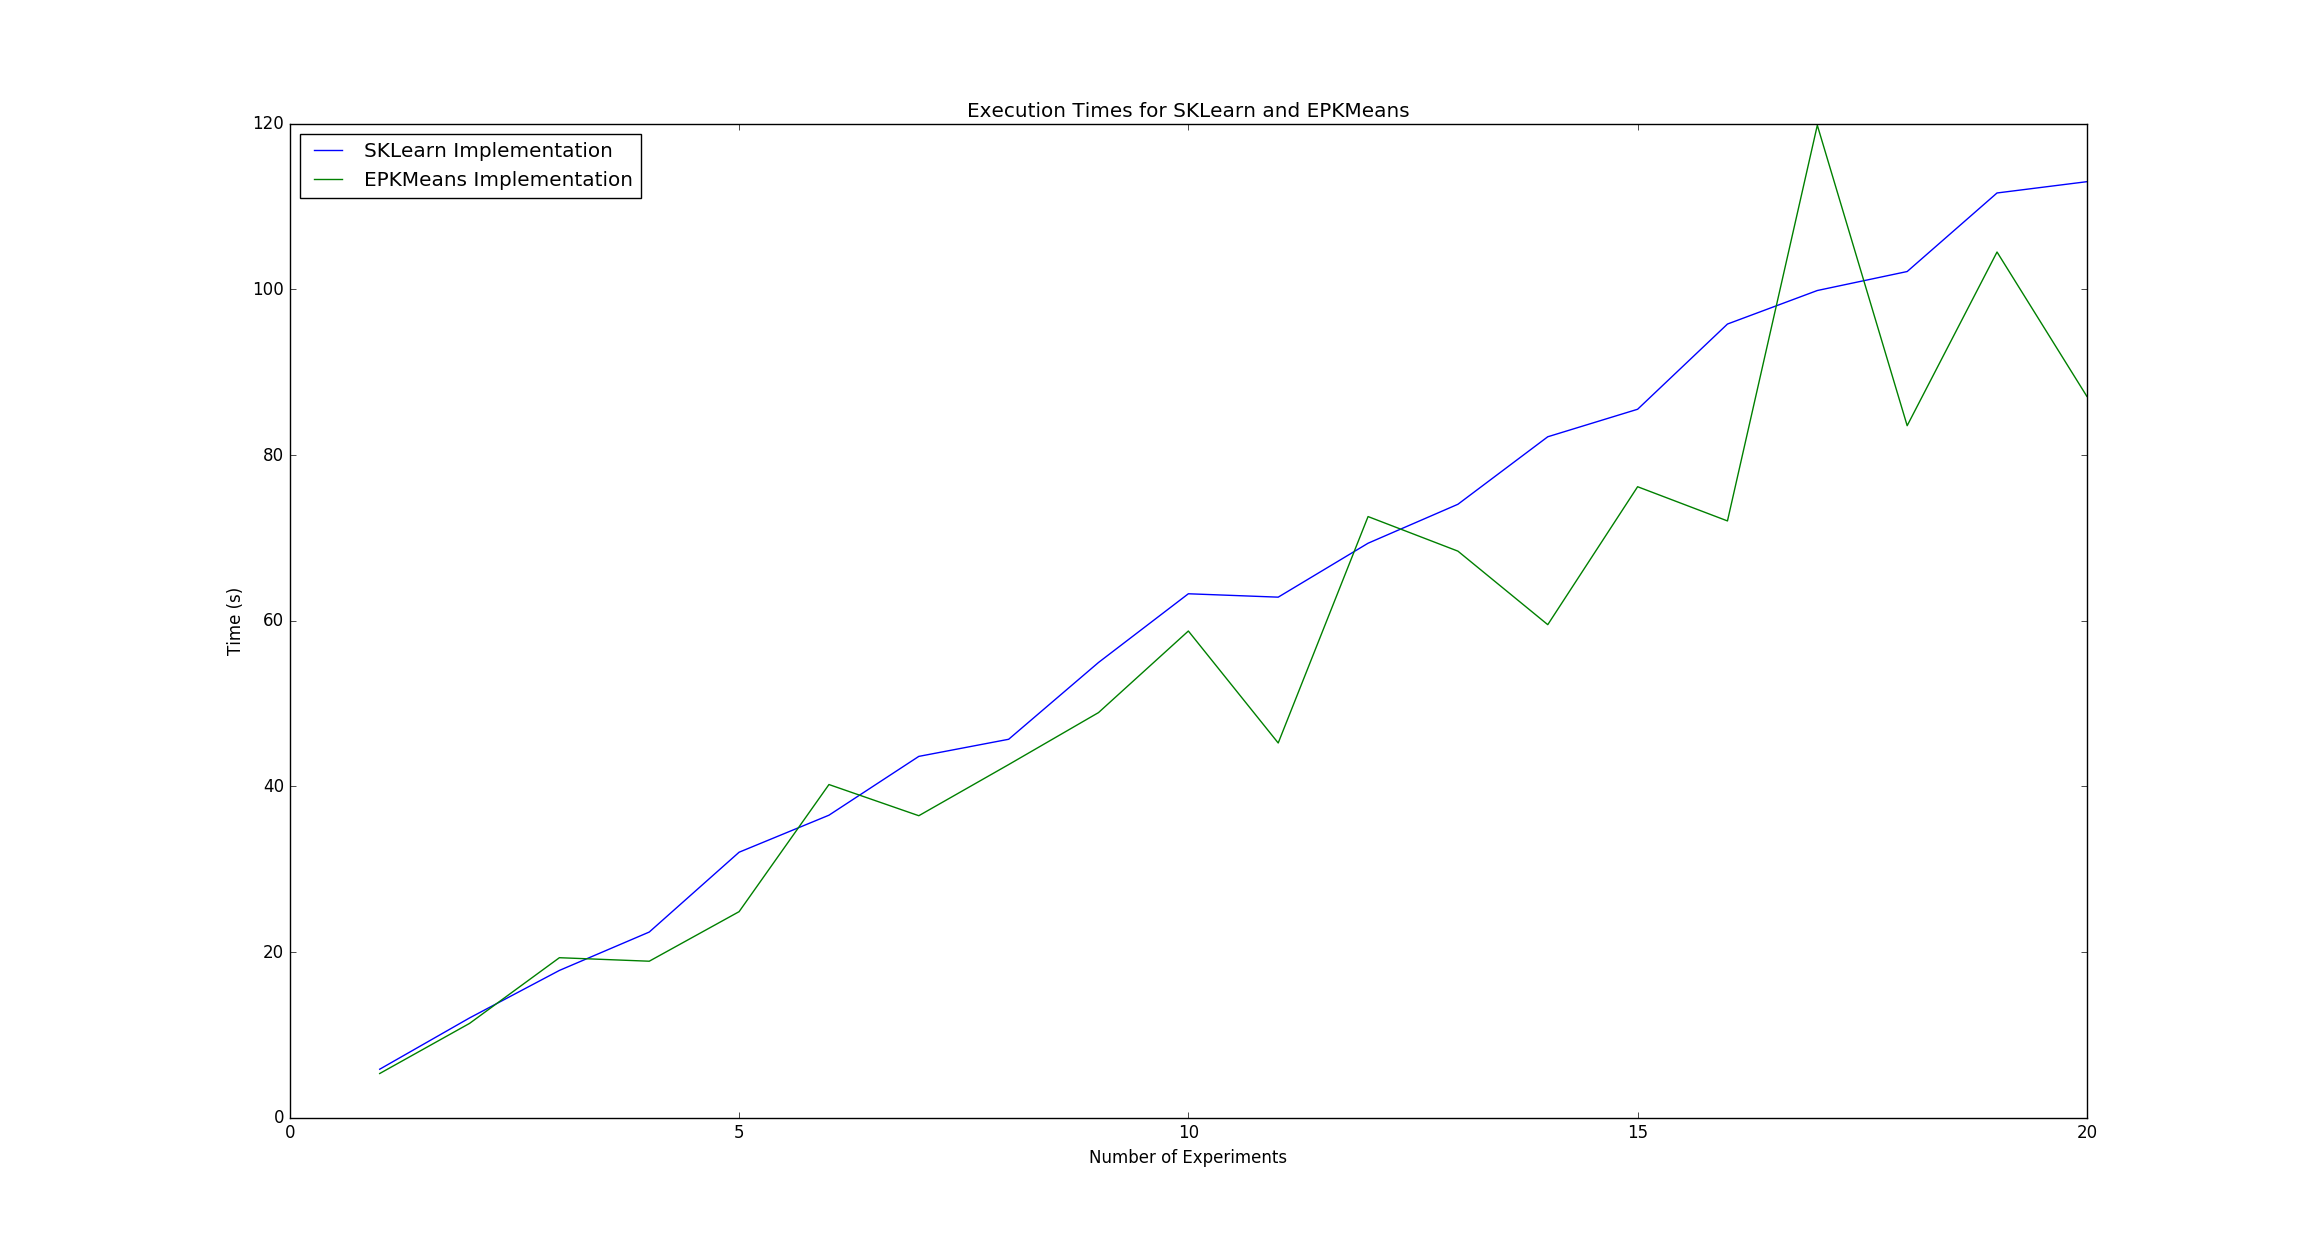 Execution Times for SKLearn and EPKMeans
120
SKLearn Implementation
EPKMeans Implementation
100
80
Time (s)
60
40
20
0
0 5 10 15 20
Number of Experiments